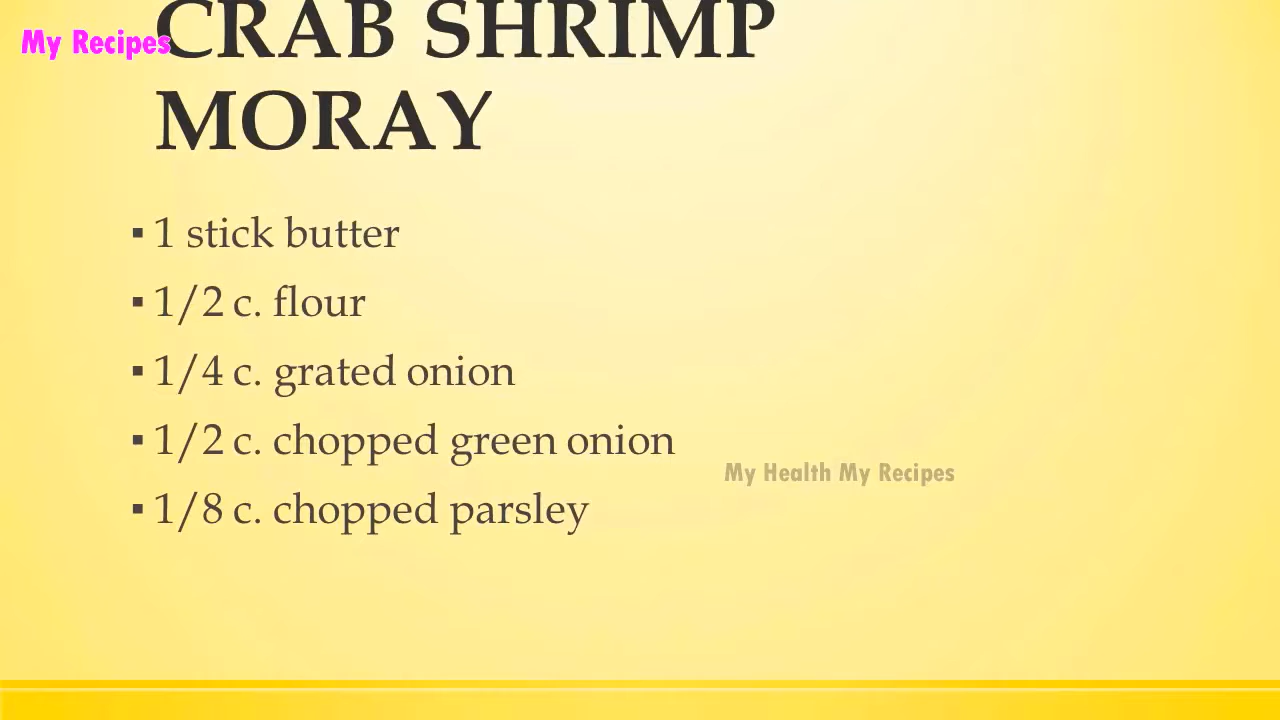 My Recipes
CRAB SHRIMP
MORAY
▪ 1 stick butter
▪ 1/2 c. flour
▪ 1/4 c. grated onion
▪ 1/2 c. chopped green onion
My Health My Recipes
▪ 1/8 c. chopped parsley